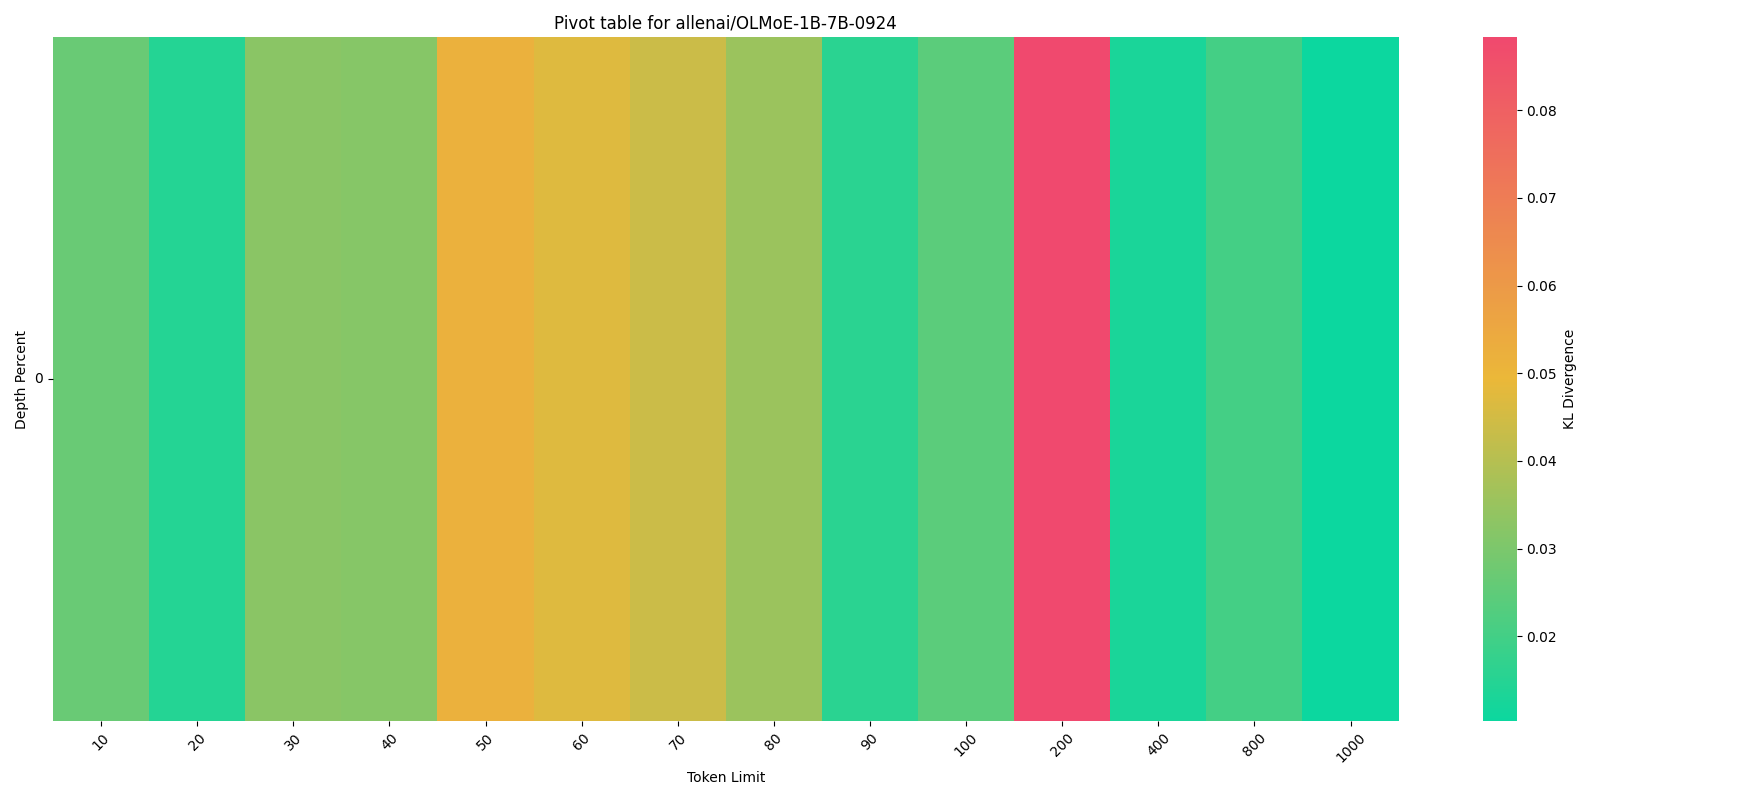 Pivot table for allenai/OLMoE-1B-7B-0924
Depth Percent
0
10 20 30 40 50 60 70 80 90 100 200 400 800 1000
Token Limit
0.08
0.07
0.06
0.05
0.04
0.03
0.02
KL Divergence